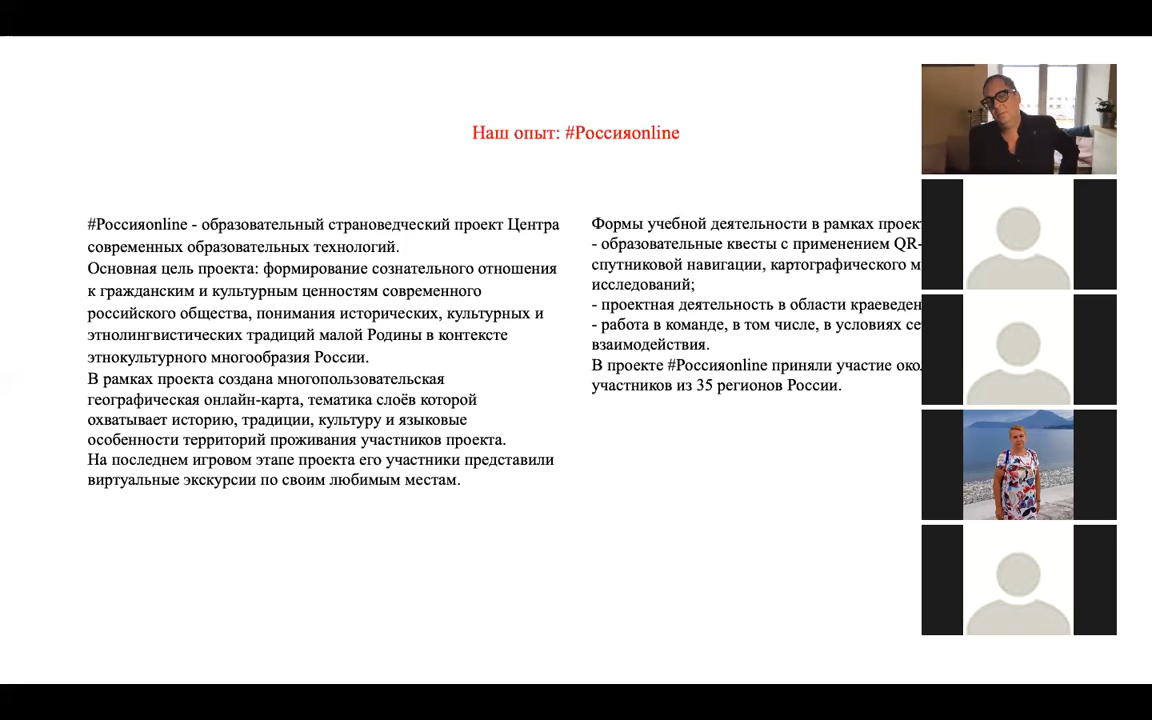 Наш опыт: #Россияonline
#Россияonline - образовательный страноведческий проект Центра
современных образовательных технологий.
Основная цель проекта: формирование сознательного отношения
к гражданским и культурным ценностям современного
российского общества, понимания исторических, культурных и
этнолингвистических традиций малой Родины в контексте
этнокультурного многообразия России.
В рамках проекта создана многопользовательская
географическая онлайн-карта, тематика слоёв которой
охватывает историю, традиции, культуру и языковые
особенности территорий проживания участников проекта.
На последнем игровом этапе проекта его участники представили
виртуальные экскурсии по своим любимым местам.
Формы учебной деятельности в рамках
- образовательные квесты с применением QR-
спутниковой навигации, картографического
исследований;
- проектная деятельность в области
- работа в команде, в том числе, в условиях
взаимодействия.
В проекте #Россияonline приняли участие
участников из 35 регионов России.